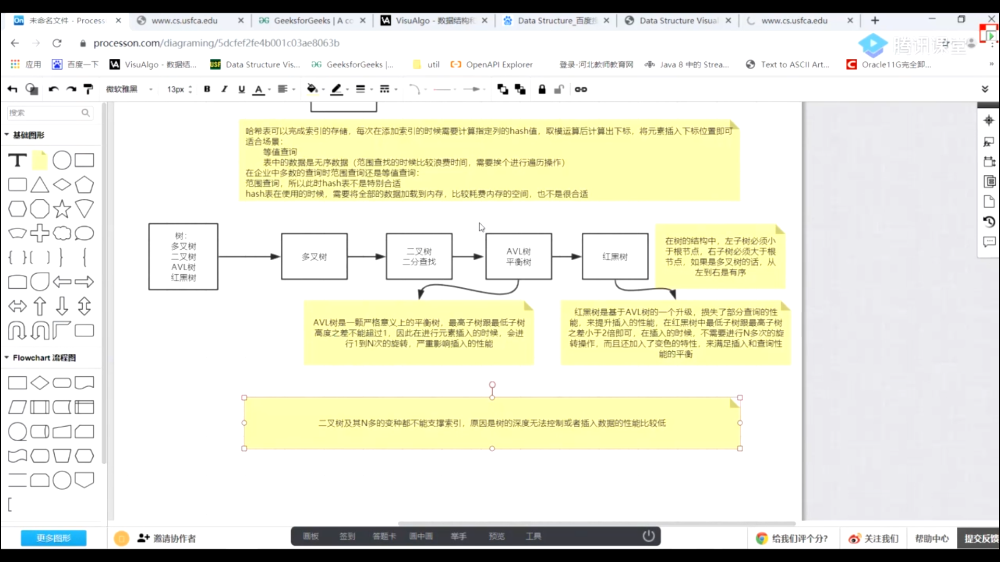 未命名文件 - Process
www.cs.usfca.edu
GeeksforGeeks | A co
VisuAlgo - 数据结构和
Data Structure_百度搜
Data Structure Visual
www.cs.usfca.edu
processon.com/diagraming/5dcfef2fe4b001c03ae8063b
腾讯课堂
应用
百度一下
VisuAlgo - 数据结...
Data Structure Vis...
GeeksforGeeks |...
util
OpenAPI Explorer
登录-河北教师教育网
Java 8 中的 Strea...
Text to ASCII Art...
Oracle11G完全卸...
微软雅黑
13px
搜索
基础图形
哈希表可以完成索引的存储，每次在添加索引的时候需要计算指定列的hash值，取模运算后计算出下标，将元素插入下标位置即可
适合场景：
等值查询
表中的数据是无序数据（范围查找的时候比较浪费时间，需要挨个进行遍历操作）
在企业中多数的查询时范围查询还是等值查询：
范围查询，所以此时hash表不是特别合适
hash表在使用的时候，需要将全部的数据加载到内存，比较耗费内存的空间，也不是很合适
树：
多叉树
二叉树
AVL树
红黑树
多叉树
二叉树
二分查找
AVL树
平衡树
红黑树
在树的结构中，左子树必须小
于根节点，右子树必须大于根
节点，如果是多叉树的话，从
左到右是有序
AVL树是一颗严格意义上的平衡树，最高子树跟最低子树
高度之差不能超过1，因此在进行元素插入的时候，会进
行1到N次的旋转，严重影响插入的性能
红黑树是基于AVL树的一个升级，损失了部分查询的性
能，来提升插入的性能，在红黑树中最低子树跟最高子树
之差小于2倍即可，在插入的时候，不需要进行N多次的旋
转操作，而且还加入了变色的特性，来满足插入和查询性
能的平衡
Flowchart 流程图
二叉树及其N多的变种都不能支撑索引，原因是树的深度无法控制或者插入数据的性能比较低
更多图形
邀请协作者
画板
签到
答题卡
画中画
举手
预览
工具
给我们评个分？
关注我们
帮助中心
提交反馈